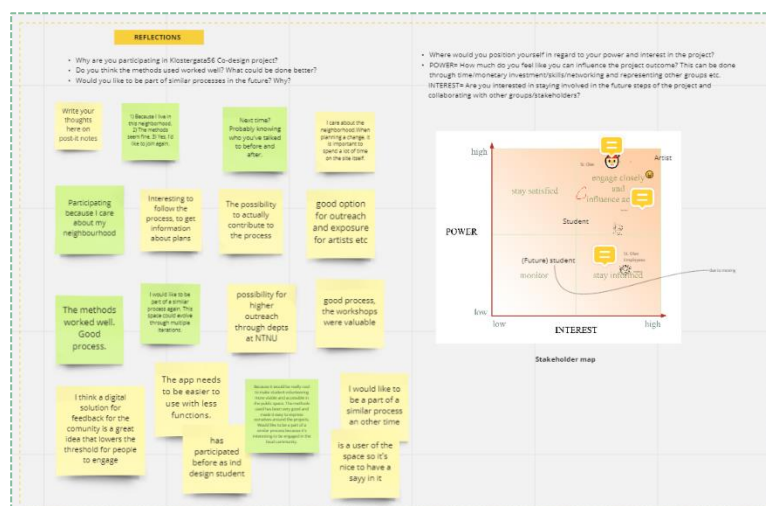 REFLECTIONS
• Why are you participating in Klostergata56 Co-design project?
• Do you think the methods used worked well? What could be done better?
• Would you like to be part of similar processes in the future? Why?
Write your
thoughts
here on
post-it notes
1) Because I live in
this neighborhood.
2) The methods
seem fine. 3) Yes, I'd
like to join again.
Next time?
Probably knowing
who you've talked
to before and
after.
I care about the
neighborhood. When
planning a change, it
is important to
spend a lot of time
on the site itself.
Participating
because I care
about my
neighbourhood
Interesting to
follow the
process, to get
information
about plans
The possibility
to actually
contribute to
the process
good option
for outreach
and exposure
for artists etc
The methods
worked well.
Good
process.
I would like to be
part of a similar
process again. This
space could evolve
through multiple
iterations
possibility for
higher
outreach
through depts
at NTNU
good process,
the workshops
were valuable
I think a digital
solution for
feedback for the
comunity is a great
idea that lowers the
threshold for people
to engage
The app needs
to be easier to
use with less
functions.
has
participated
before as ind
design student
I would like to
be a part of a
similar process
an other time
is a user of the
space so it's
nice to have a
sayy in it
• Where would you position yourself in regard to your power and interest in the project?
• POWER= How much do you feel like you can influence the project outcome? This can be done
through time/monetary investment/skills/networking and representing other groups etc.
INTEREST= Are you interested in staying involved in the future steps of the project and
collaborating with other groups/stakeholders?
high
Artist
stay satisfied
engage closely
and
influence
Student
POWER
(Future) student
monitor
stay informed
low
low
INTEREST
high
Stakeholder map